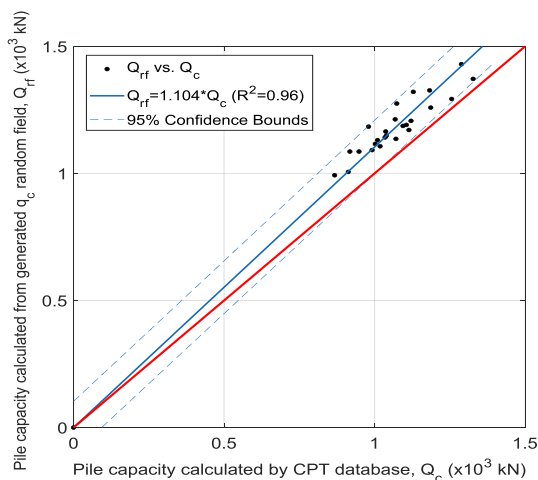 Pile capacity calculated from generated q_c random field, Q_rf (x10^3 kN)
1.5
1
0.5
0
Q_rf vs. Q_c
Q_rf=1.104*Q_c (R^2=0.96)
95% Confidence Bounds
0 0.5 1 1.5
Pile capacity calculated by CPT database, Q_c (x10^3 kN)